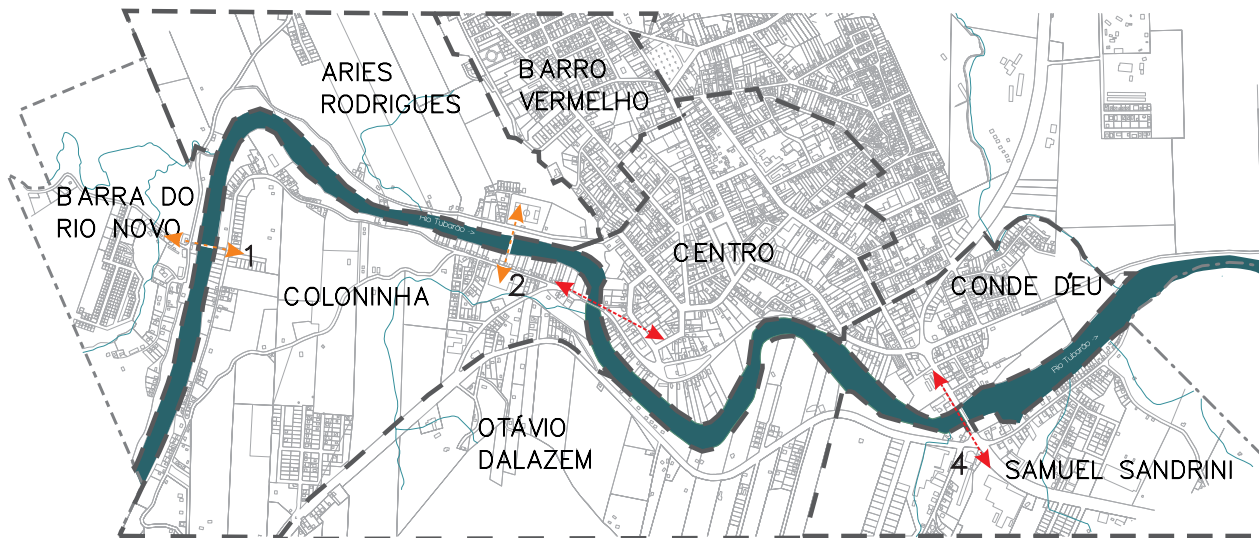 ARIES
RODRIGUES
BARRO
VERMELHO
BARRA DO
RIO NOVO
1
Rio Tubarão >
2
COLONINHA
CENTRO
CONDE D'EU
Rio Tubarão >
OTÁVIO
DALAZEM
4
SAMUEL SANDRINI